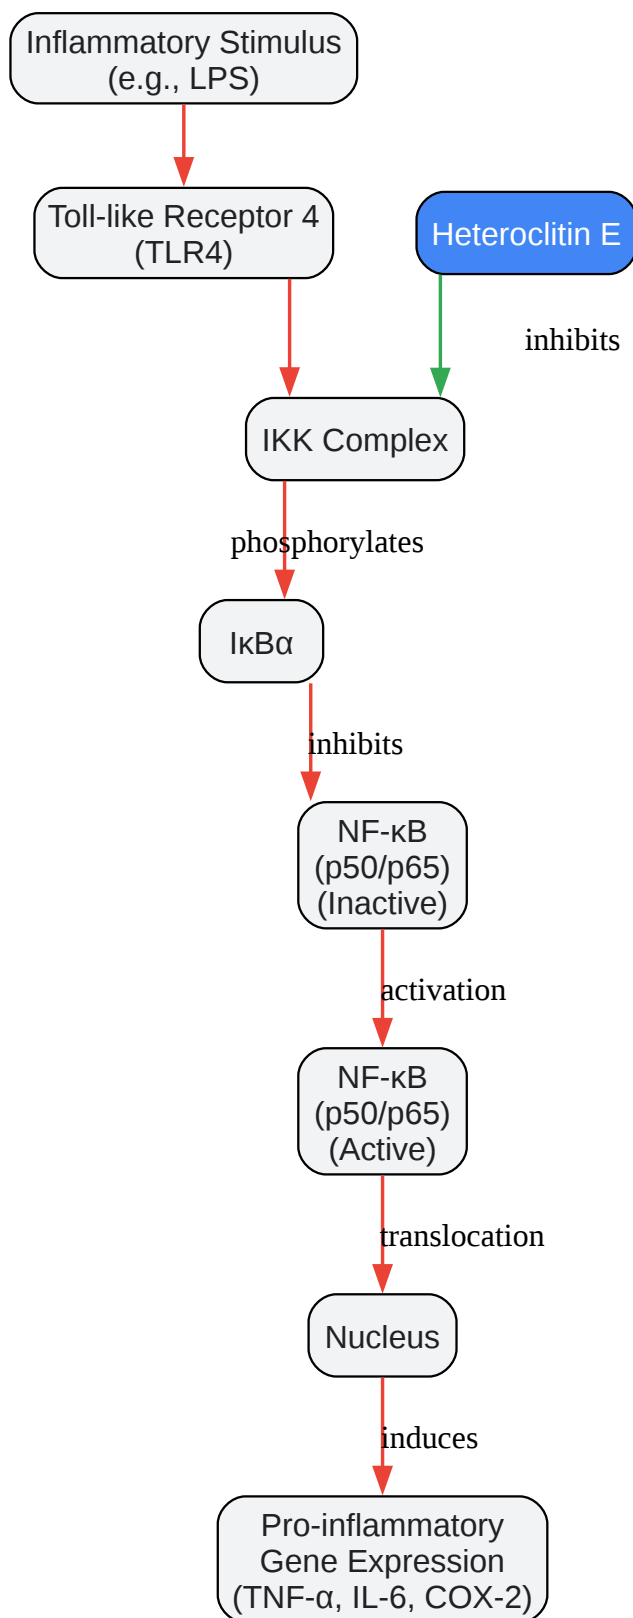 Inflammatory Stimulus
(e.g., LPS)
Toll-like Receptor 4
(TLR4)
Heteroclitin E
inhibits
IKK Complex
phosphorylates
IκBα
inhibits
NF-κB
(p50/p65)
(Inactive)
activation
NF-κB
(p50/p65)
(Active)
translocation
Nucleus
induces
Pro-inflammatory
Gene Expression
(TNF-α, IL-6, COX-2)